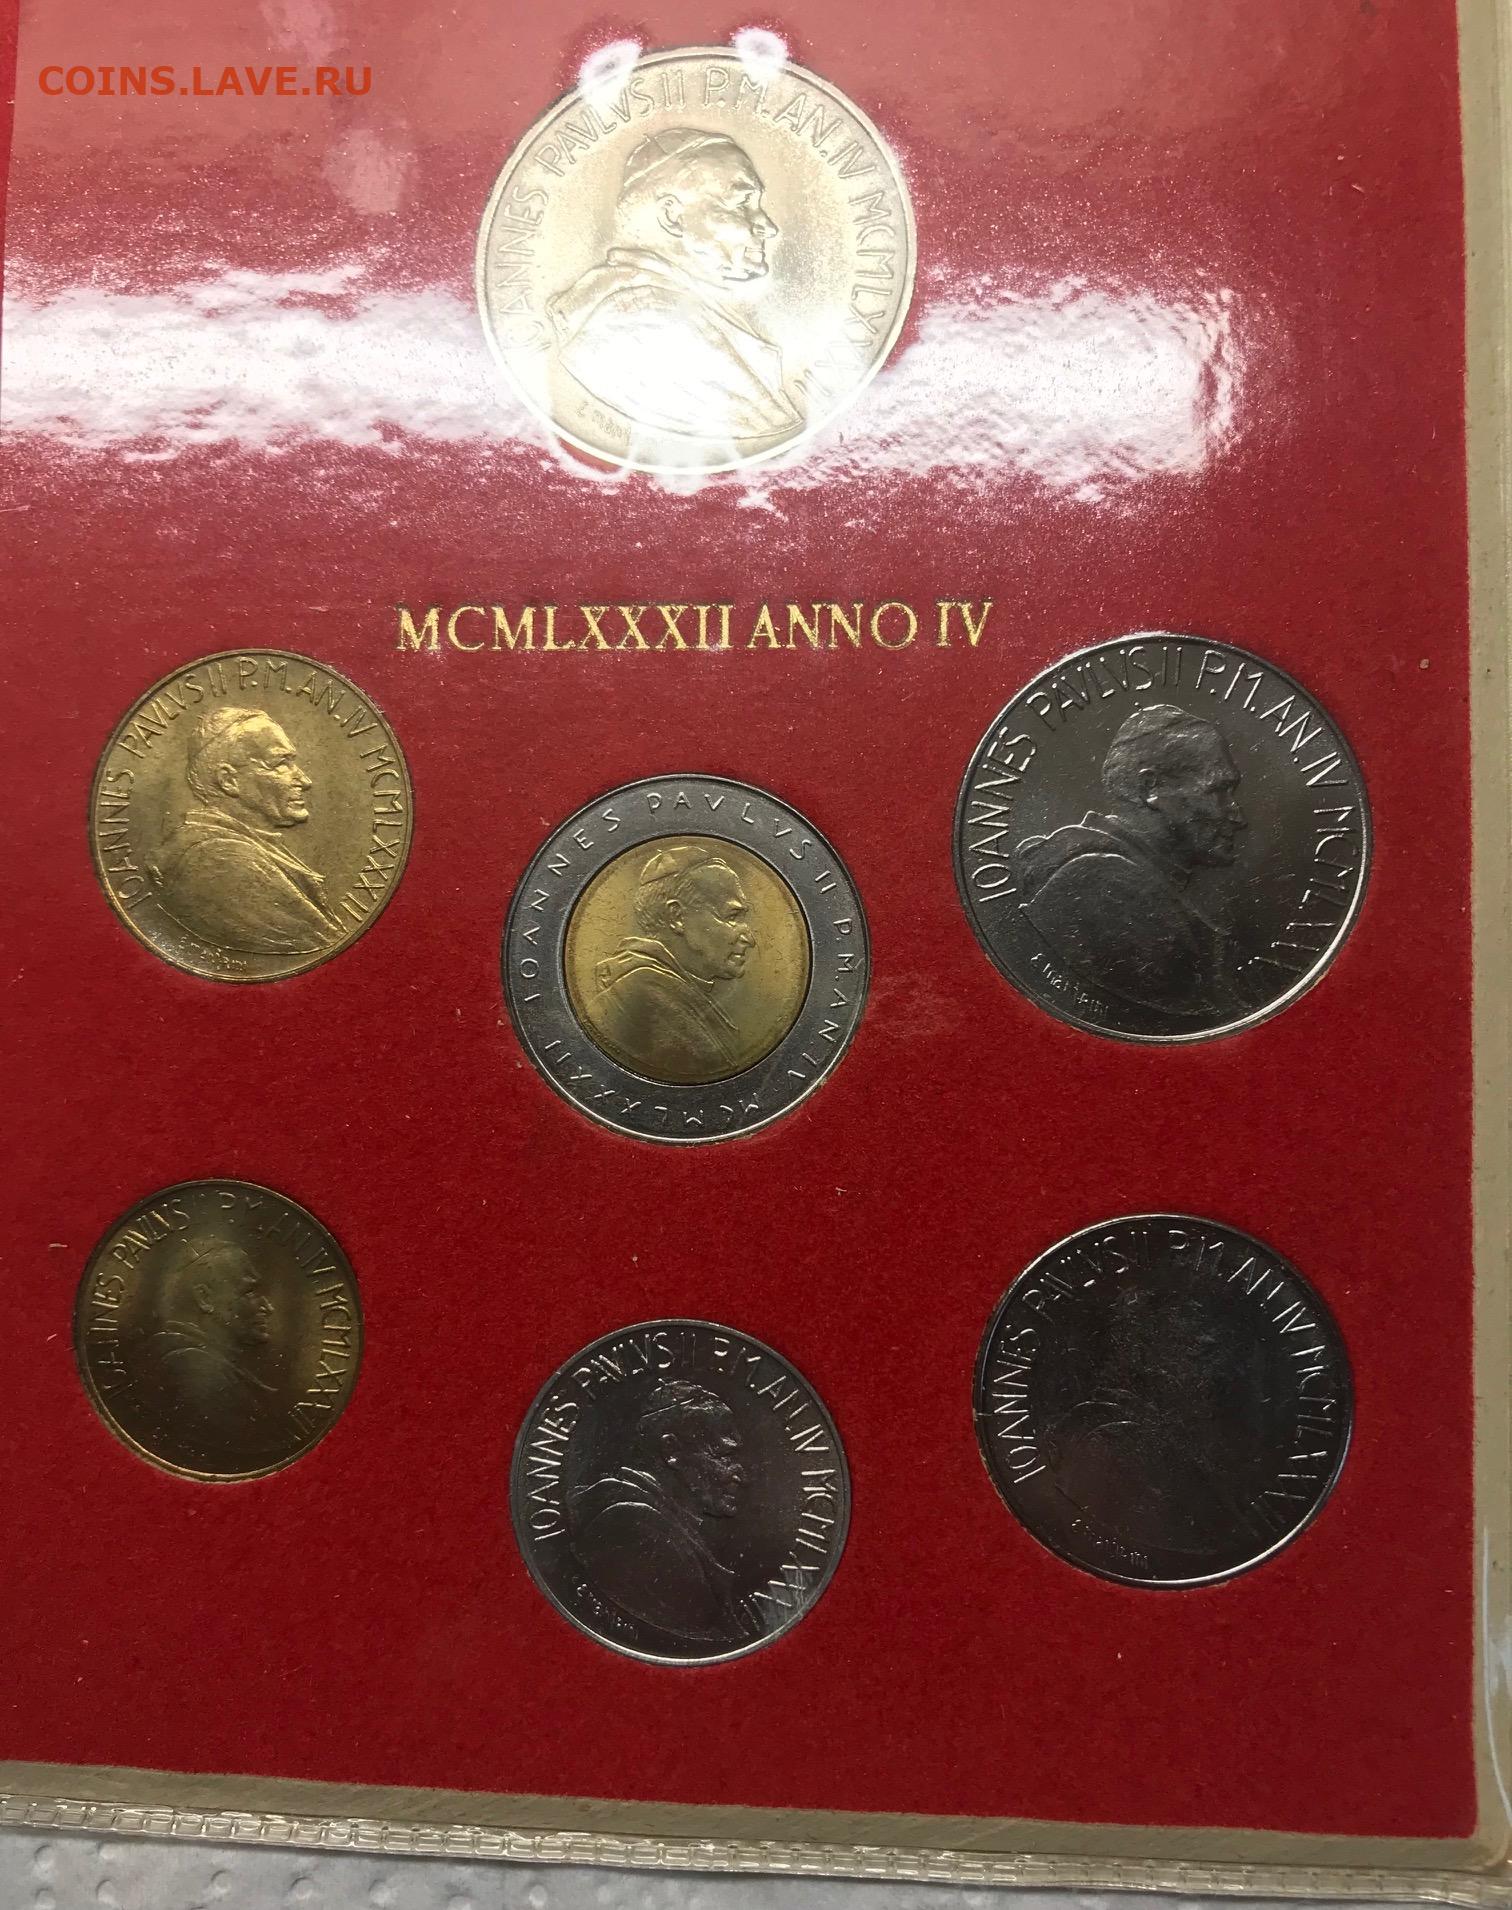 COINS.LAVE.RU
IOANNES PAVLVS II P.M. AN. IV MCMLXXXII
MCMLXXXII ANNO IV
IOANNES PAVLVS II P.M. AN. IV MCMLXXXII
IOANNES PAVLVS II P.M. AN IV MCMLXXXII
IOANNES PAVLVS II P.M. AN. IV MCMLXXXII
IOANNES PAVLVS II P.M. AN. IV MCMLXXXII
IOANNES PAVLVS II P.M. AN. IV MCMLXXXII
IOANNES PAVLVS II P.M. AN. IV MCMLXXXII